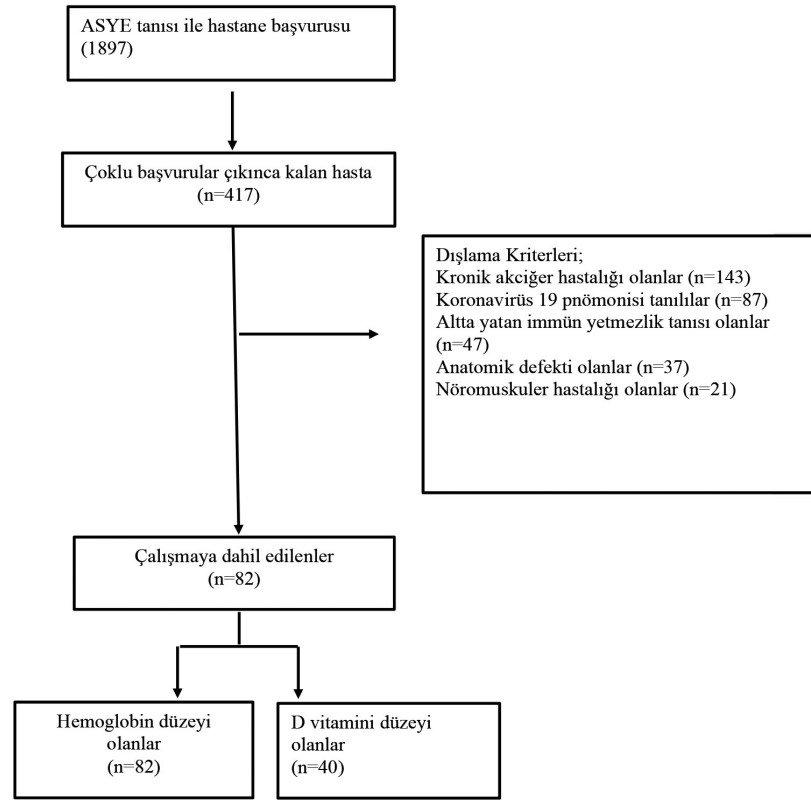 ASYE tanısı ile hastane başvurusu
(1897)
Çoklu başvurular çıkınca kalan hasta
(n=417)
Dışlama Kriterleri;
Kronik akciğer hastalığı olanlar (n=143)
Koronavirüs 19 pnömonisi tanılılar (n=87)
Altta yatan immün yetmezlik tanısı olanlar
(n=47)
Anatomik defekti olanlar (n=37)
Nöromuskuler hastalığı olanlar (n=21)
Çalışmaya dahil edilenler
(n=82)
Hemoglobin düzeyi
olanlar
(n=82)
D vitamini düzeyi
olanlar
(n=40)